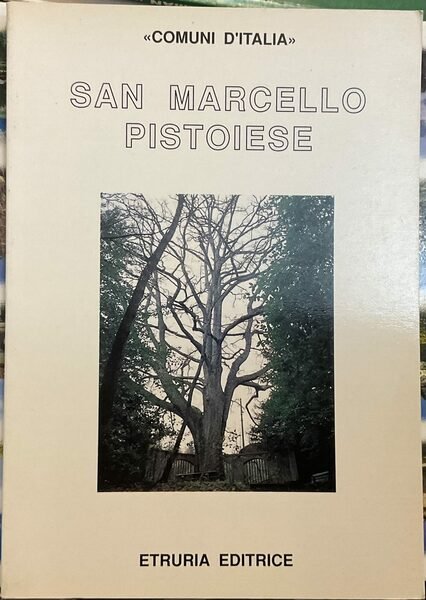 «COMUNI D'ITALIA»
SAN MARCELLO
PISTOIESE
ETRURIA EDITRICE